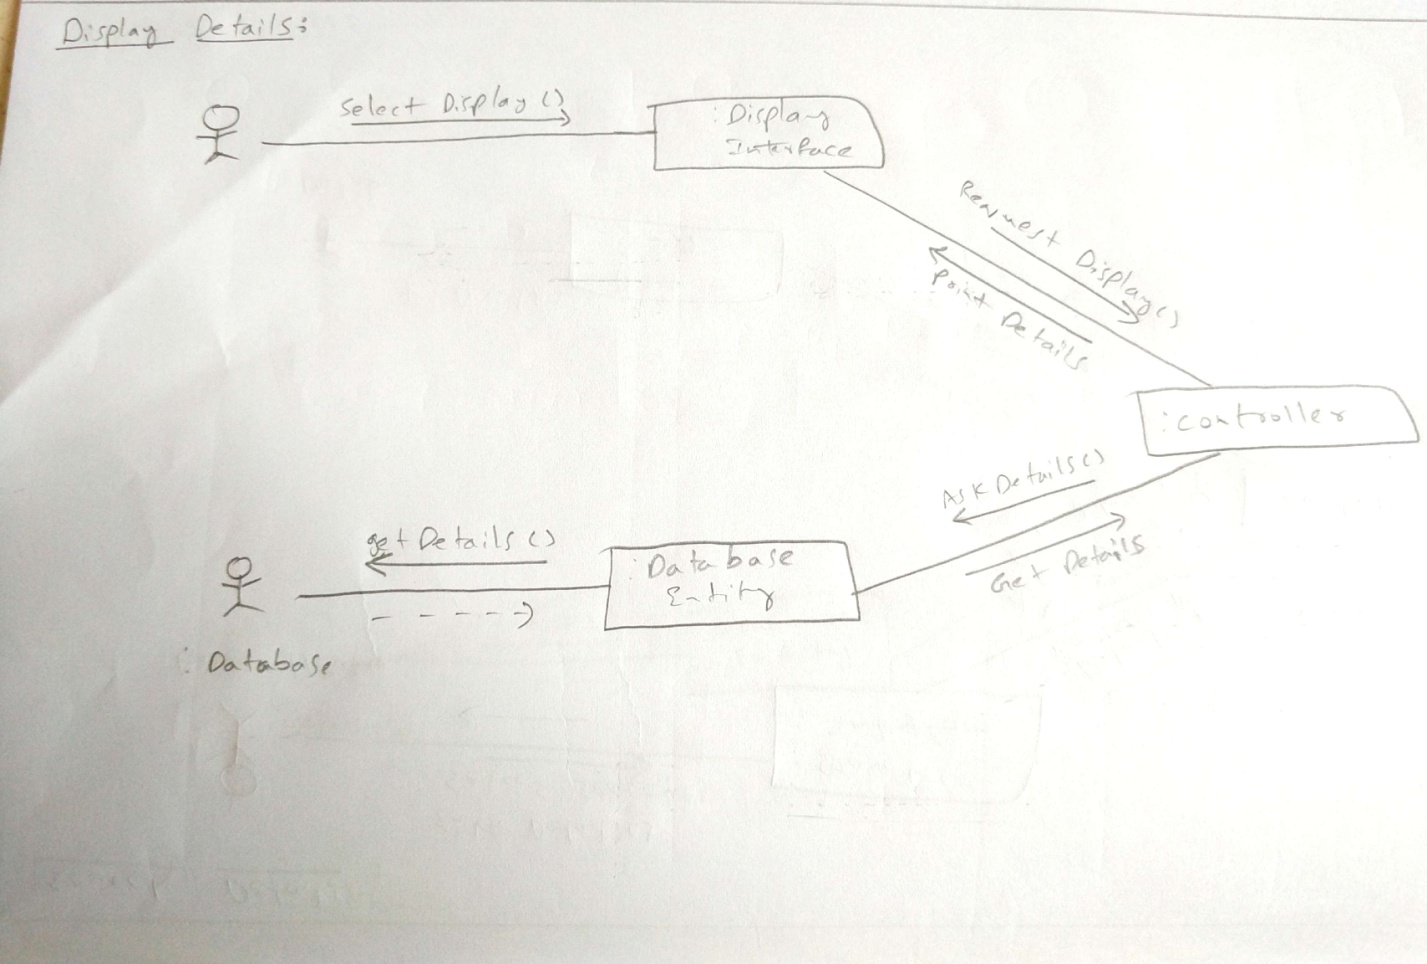 Display Details:
Select Display ()
: Display
Interface
Request Display()
Point Details
: Controller
Ask Details()
Get Details
get Details ()
: Database
Entity
: Database